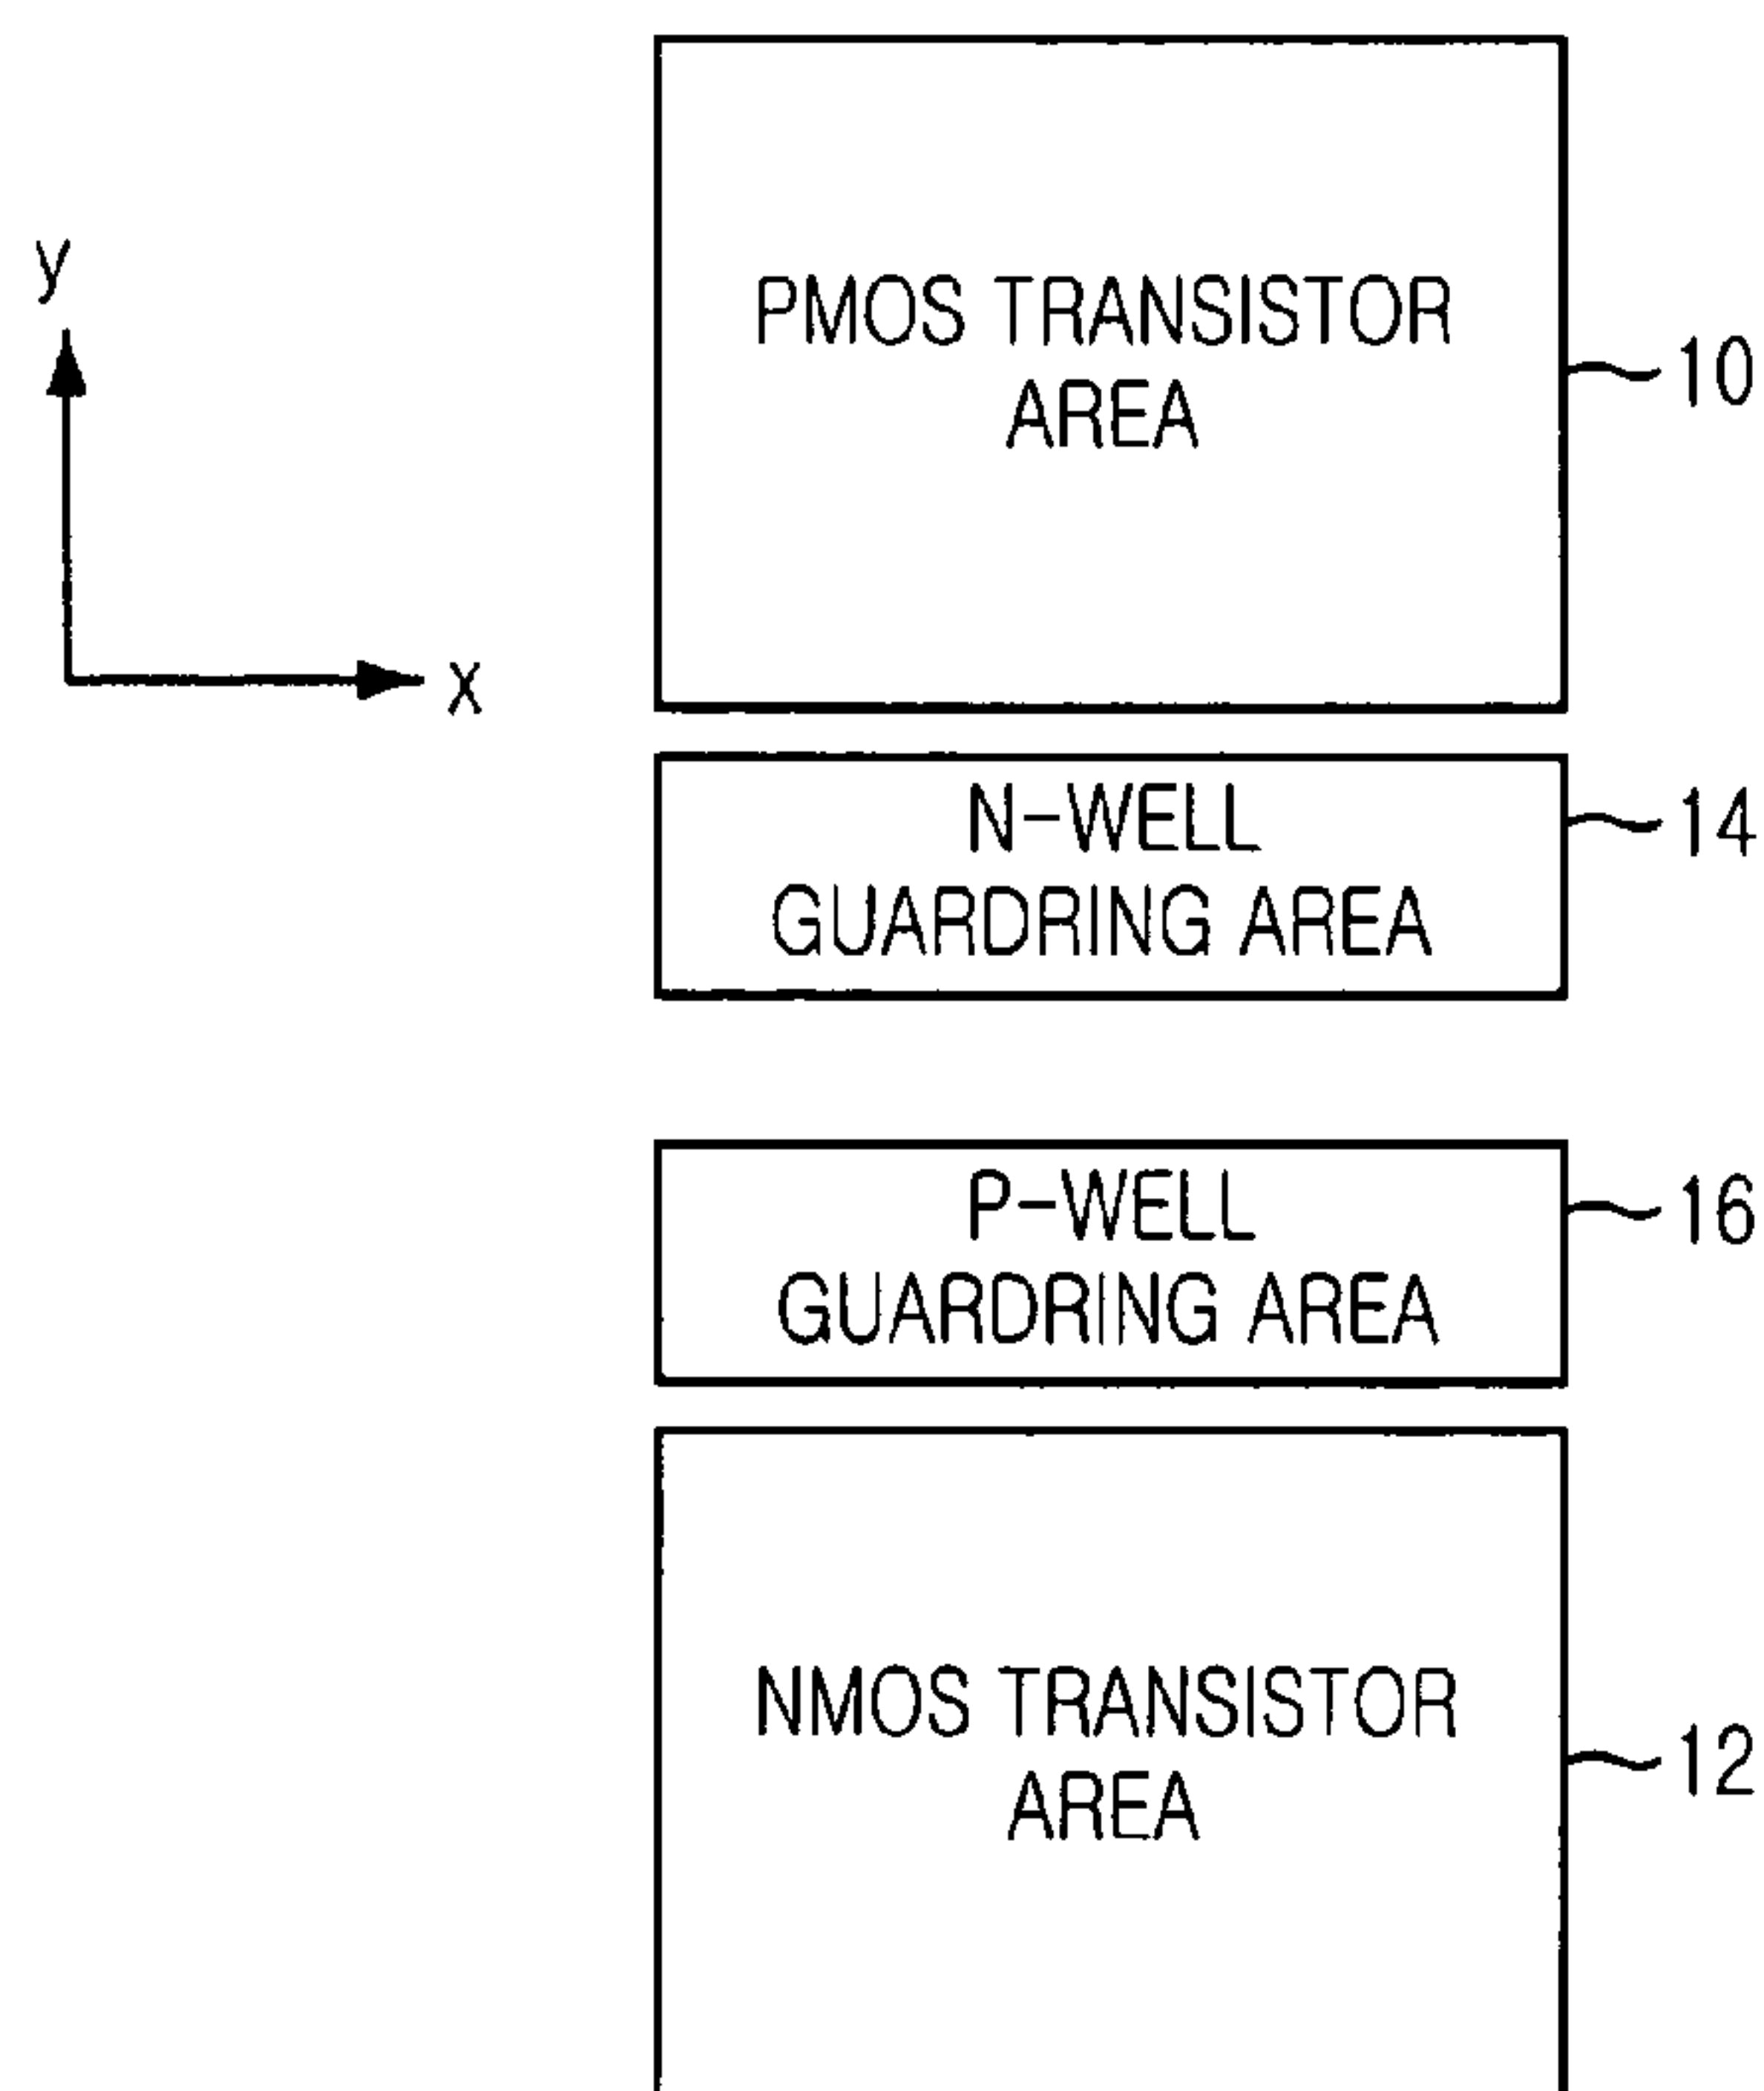 y
PMOS TRANSISTOR
AREA
10
x
N-WELL
GUARDRING AREA
14
P-WELL
GUARDRING AREA
16
NMOS TRANSISTOR
AREA
12